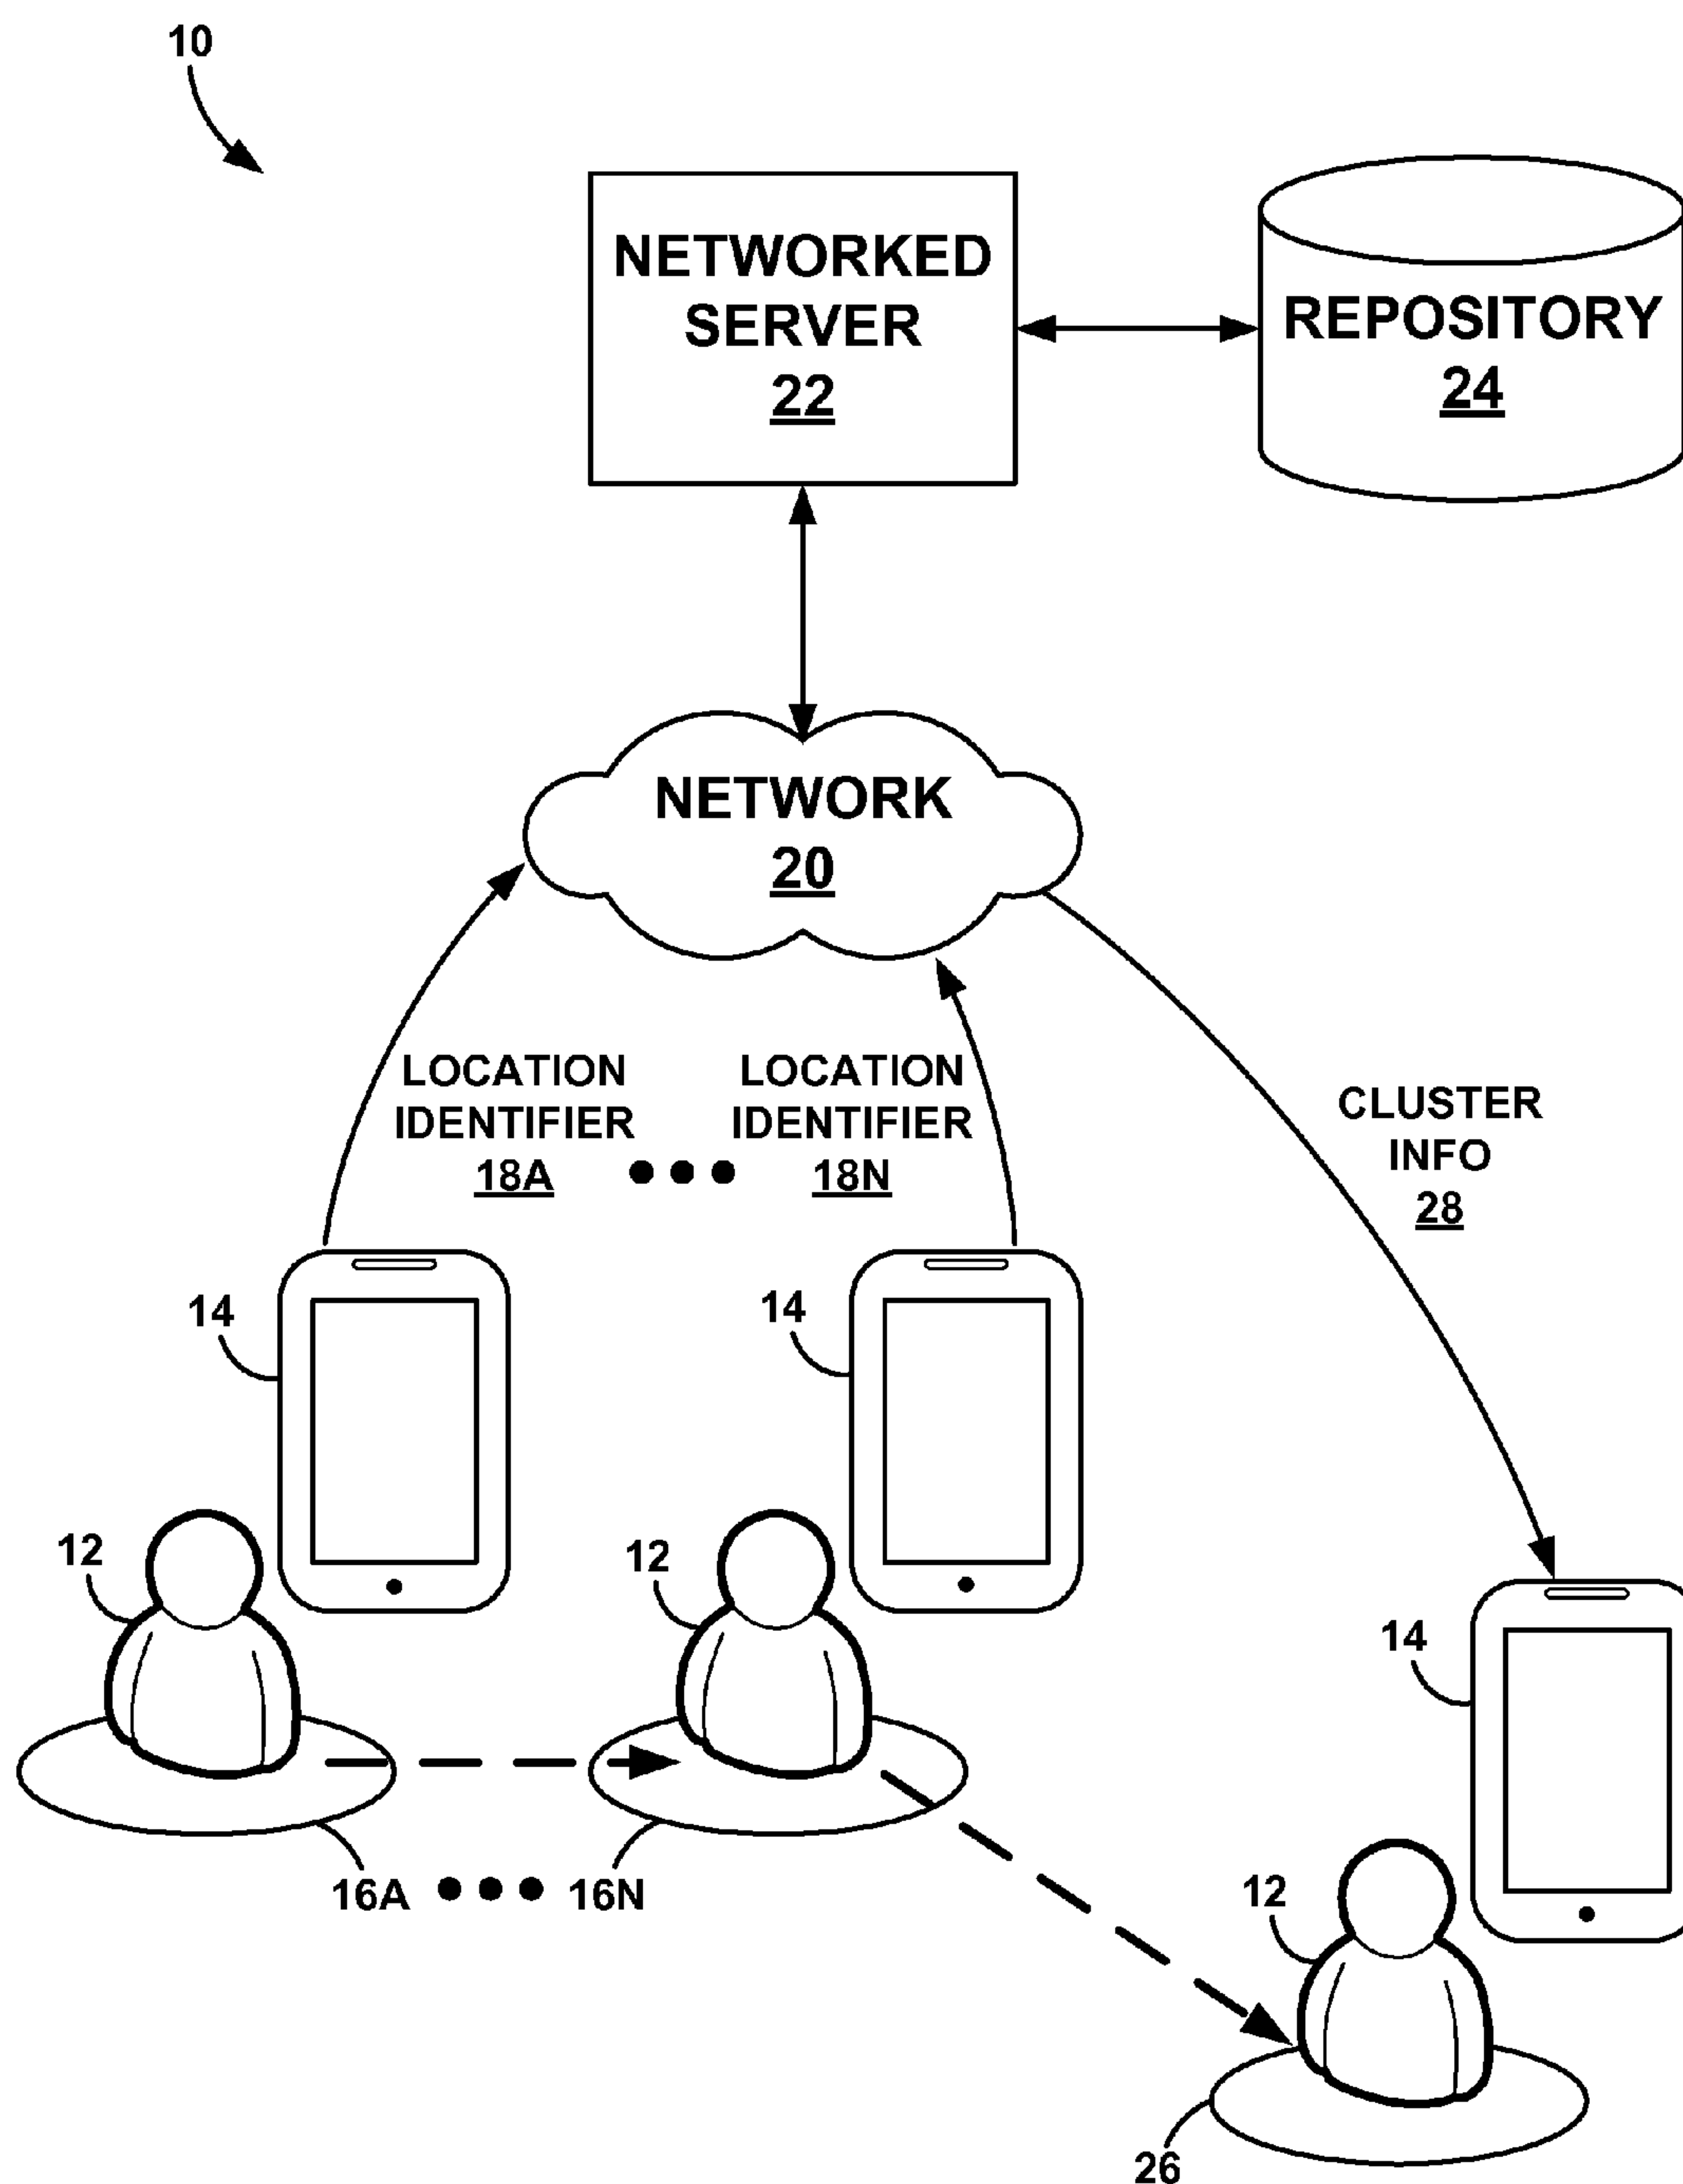 10
NETWORKED
SERVER
22
REPOSITORY
24
NETWORK
20
LOCATION
IDENTIFIER
18A
●●●
LOCATION
IDENTIFIER
18N
CLUSTER
INFO
28
14
14
12
12
14
16A ●●● 16N
12
26